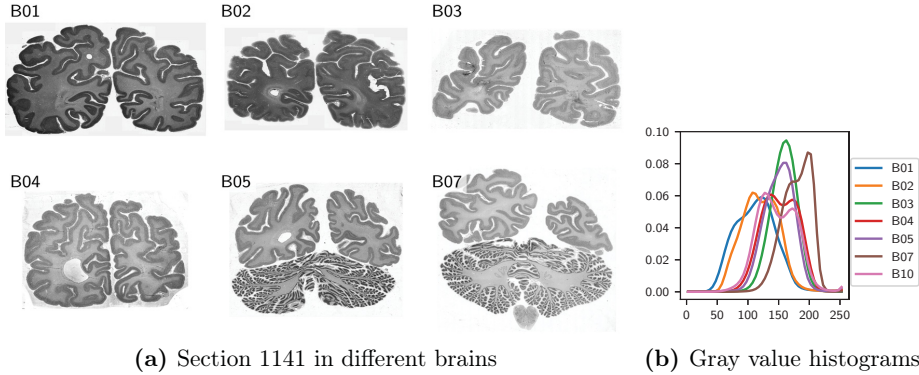 B01 B02 B03
B04 B05 B07
0.10
0.08
0.06
0.04
0.02
0.00
0 50 100 150 200 250
B01
B02
B03
B04
B05
B07
B10
(a) Section 1141 in different brains
(b) Gray value histograms